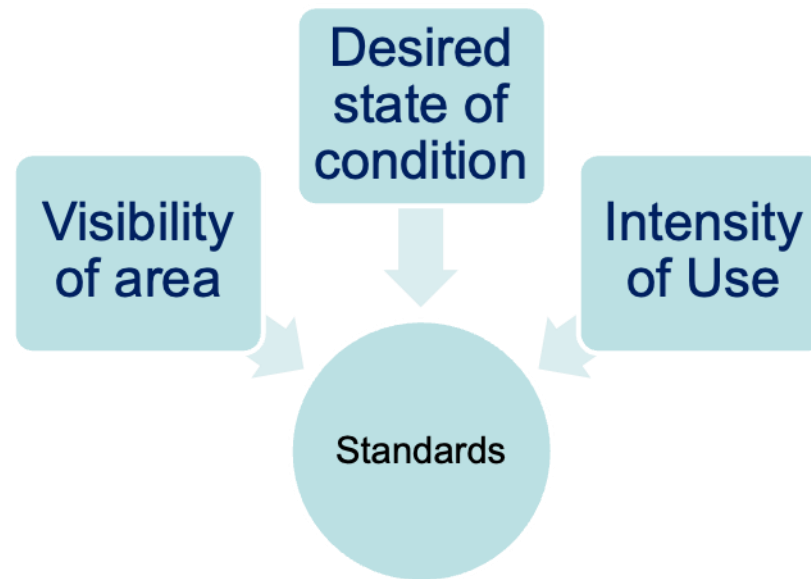 Desired
state of
condition
Visibility
of area
Intensity
of Use
Standards